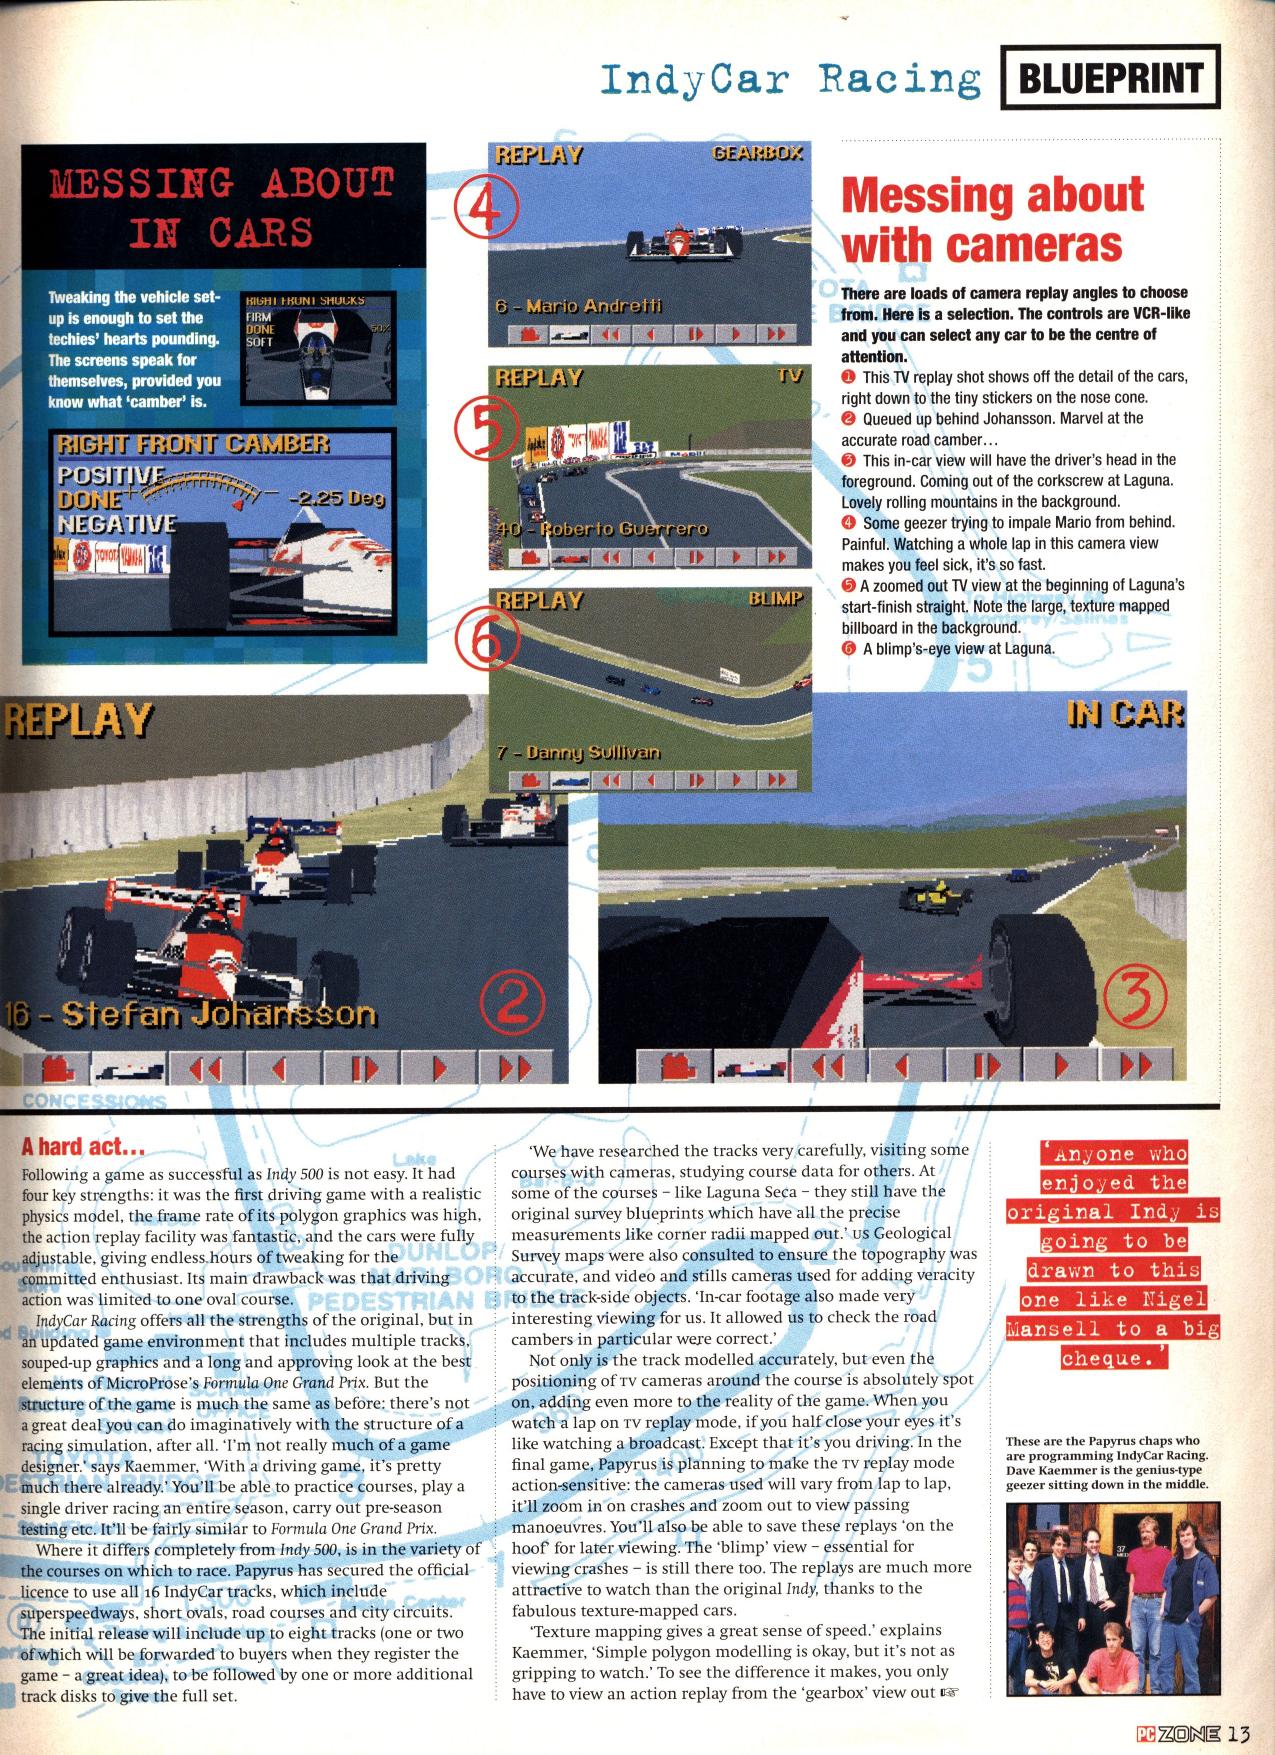 IndyCar Racing BLUEPRINT
MESSING ABOUT
IN CARS
Tweaking the vehicle set-
up is enough to set the
techies' hearts pounding.
The screens speak for
themselves, provided you
know what 'camber' is.
RIGHT FRONT SHOCKS
FIRM
DONE
SOFT
50%
RIGHT FRONT CAMBER
POSITIVE
DONE + - -2.25 Deg
NEGATIVE
TOYOTA YAMAHA
REPLAY GEARBOX
4
6 - Mario Andretti
REPLAY TV
5
TOYOTA YAMAHA
Mobil
40 - Roberto Guerrero
REPLAY BLIMP
6
7 - Danny Sullivan
Messing about
with cameras
There are loads of camera replay angles to choose
from. Here is a selection. The controls are VCR-like
and you can select any car to be the centre of
attention.
1 This TV replay shot shows off the detail of the cars,
right down to the tiny stickers on the nose cone.
2 Queued up behind Johansson. Marvel at the
accurate road camber...
3 This in-car view will have the driver's head in the
foreground. Coming out of the corkscrew at Laguna.
Lovely rolling mountains in the background.
4 Some geezer trying to impale Mario from behind.
Painful. Watching a whole lap in this camera view
makes you feel sick, it's so fast.
5 A zoomed out TV view at the beginning of Laguna's
start-finish straight. Note the large, texture mapped
billboard in the background.
6 A blimp's-eye view at Laguna.
REPLAY
16 - Stefan Johansson
2
IN CAR
3
CONCESSIONS
A hard act...
Following a game as successful as Indy 500 is not easy. It had
four key strengths: it was the first driving game with a realistic
physics model, the frame rate of its polygon graphics was high,
the action replay facility was fantastic, and the cars were fully
adjustable, giving endless hours of tweaking for the
committed enthusiast. Its main drawback was that driving
action was limited to one oval course.
IndyCar Racing offers all the strengths of the original, but in
an updated game environment that includes multiple tracks,
souped-up graphics and a long and approving look at the best
elements of MicroProse's Formula One Grand Prix. But the
structure of the game is much the same as before: there's not
a great deal you can do imaginatively with the structure of a
racing simulation, after all. 'I'm not really much of a game
designer.' says Kaemmer, 'With a driving game, it's pretty
much there already.' You'll be able to practice courses, play a
single driver racing an entire season, carry out pre-season
testing etc. It'll be fairly similar to Formula One Grand Prix.
Where it differs completely from Indy 500, is in the variety of
the courses on which to race. Papyrus has secured the official
licence to use all 16 IndyCar tracks, which include
superspeedways, short ovals, road courses and city circuits.
The initial release will include up to eight tracks (one or two
of which will be forwarded to buyers when they register the
game – a great idea), to be followed by one or more additional
track disks to give the full set.
'We have researched the tracks very carefully, visiting some
courses with cameras, studying course data for others. At
some of the courses – like Laguna Seca – they still have the
original survey blueprints which have all the precise
measurements like corner radii mapped out.' US Geological
Survey maps were also consulted to ensure the topography was
accurate, and video and stills cameras used for adding veracity
to the track-side objects. 'In-car footage also made very
interesting viewing for us. It allowed us to check the road
cambers in particular were correct.'
Not only is the track modelled accurately, but even the
positioning of TV cameras around the course is absolutely spot
on, adding even more to the reality of the game. When you
watch a lap on TV replay mode, if you half close your eyes it's
like watching a broadcast. Except that it's you driving. In the
final game, Papyrus is planning to make the TV replay mode
action-sensitive: the cameras used will vary from lap to lap,
it'll zoom in on crashes and zoom out to view passing
manoeuvres. You'll also be able to save these replays 'on the
hoof' for later viewing. The 'blimp' view – essential for
viewing crashes – is still there too. The replays are much more
attractive to watch than the original Indy, thanks to the
fabulous texture-mapped cars.
'Texture mapping gives a great sense of speed.' explains
Kaemmer, 'Simple polygon modelling is okay, but it's not as
gripping to watch.' To see the difference it makes, you only
have to view an action replay from the 'gearbox' view out ☞
'Anyone who
enjoyed the
original Indy is
going to be
drawn to this
one like Nigel
Mansell to a big
cheque.'
These are the Papyrus chaps who
are programming IndyCar Racing.
Dave Kaemmer is the genius-type
geezer sitting down in the middle.
PC ZONE 13